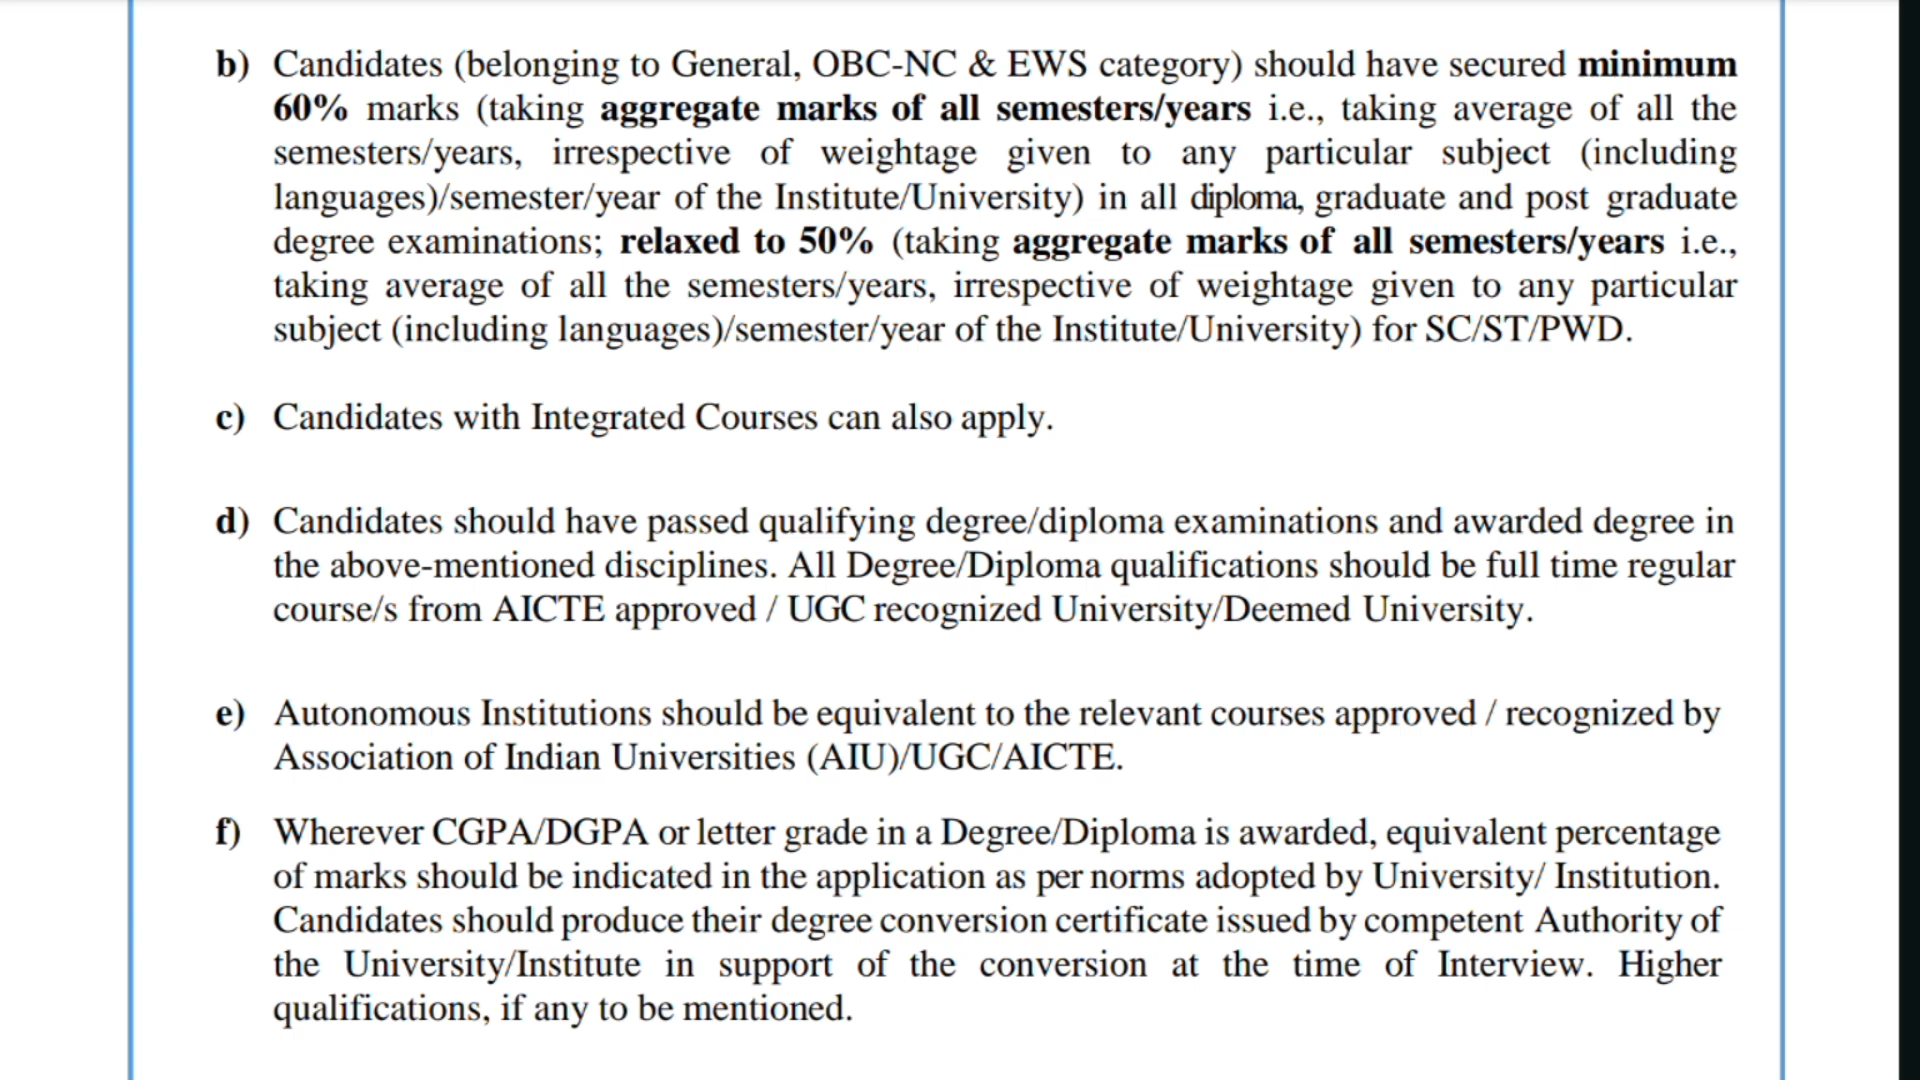 b) Candidates (belonging to General, OBC-NC & EWS category) should have secured minimum
60% marks (taking aggregate marks of all semesters/years i.e., taking average of all the
semesters/years, irrespective of weightage given to any particular subject (including
languages)/semester/year of the Institute/University) in all diploma, graduate and post graduate
degree examinations; relaxed to 50% (taking aggregate marks of all semesters/years i.e.,
taking average of all the semesters/years, irrespective of weightage given to any particular
subject (including languages)/semester/year of the Institute/University) for SC/ST/PWD.
c) Candidates with Integrated Courses can also apply.
d) Candidates should have passed qualifying degree/diploma examinations and awarded degree in
the above-mentioned disciplines. All Degree/Diploma qualifications should be full time regular
course/s from AICTE approved / UGC recognized University/Deemed University.
e) Autonomous Institutions should be equivalent to the relevant courses approved / recognized by
Association of Indian Universities (AIU)/UGC/AICTE.
f) Wherever CGPA/DGPA or letter grade in a Degree/Diploma is awarded, equivalent percentage
of marks should be indicated in the application as per norms adopted by University/ Institution.
Candidates should produce their degree conversion certificate issued by competent Authority of
the University/Institute in support of the conversion at the time of Interview. Higher
qualifications, if any to be mentioned.